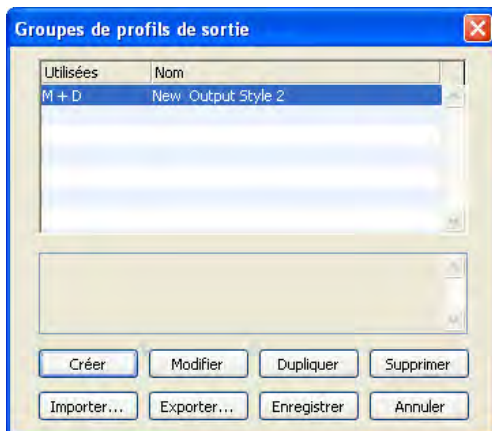 Groupes de profils de sortie
Utilisées Nom
M + D New Output Style 2
Créer Modifier Dupliquer Supprimer
Importer... Exporter... Enregistrer Annuler